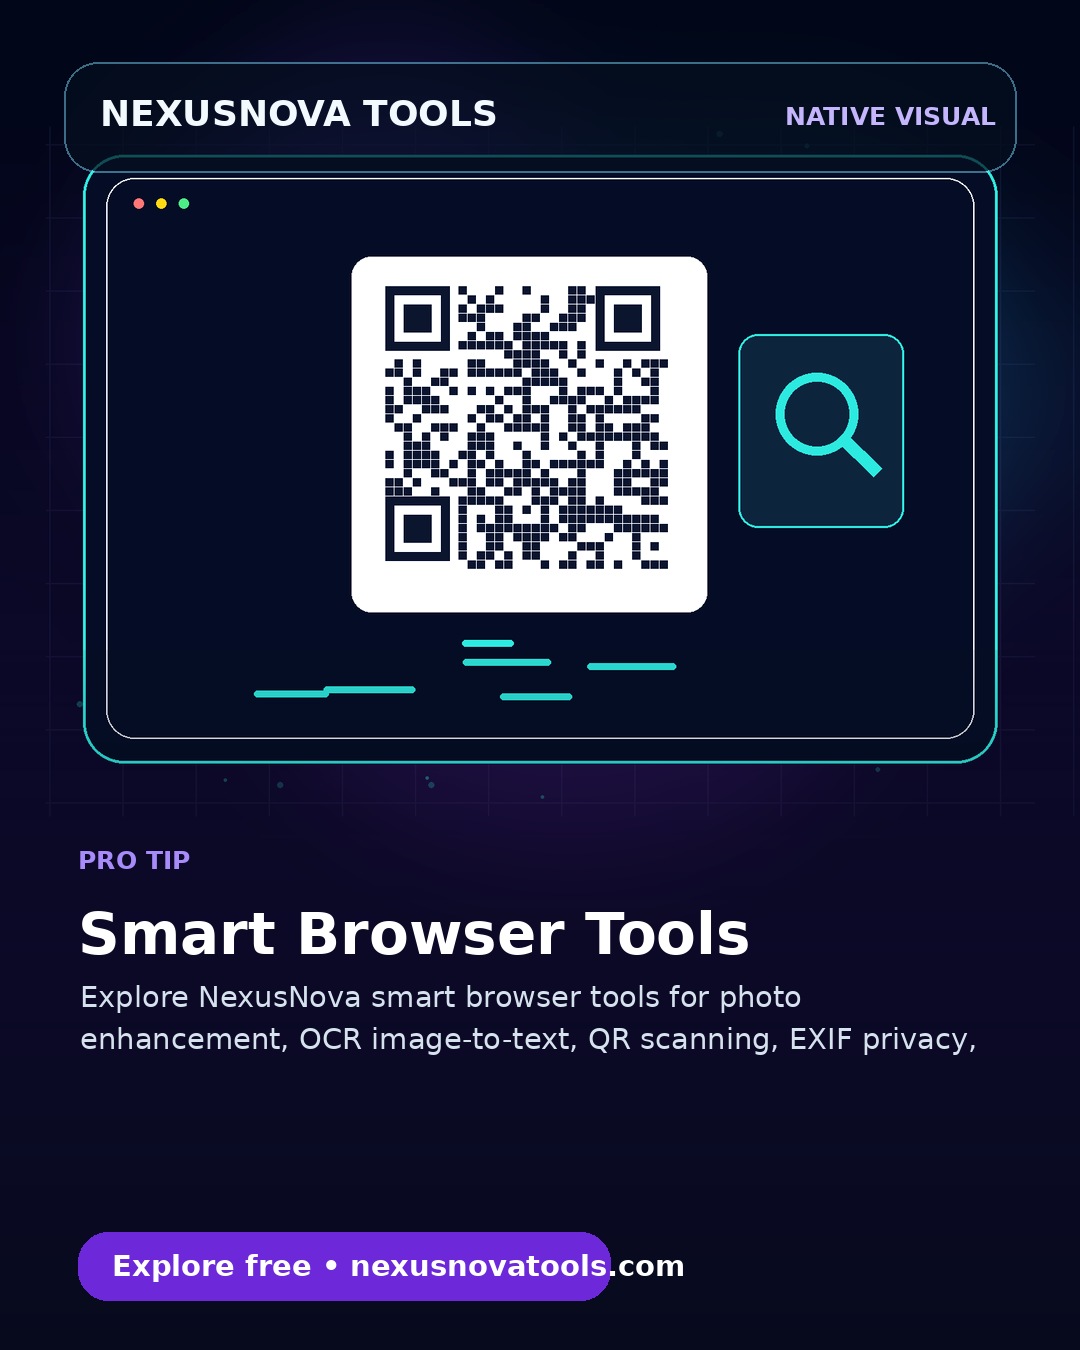 NEXUSNOVA TOOLS
NATIVE VISUAL
PRO TIP
Smart Browser Tools
Explore NexusNova smart browser tools for photo
enhancement, OCR image-to-text, QR scanning, EXIF privacy,
Explore free • nexusnovatools.com